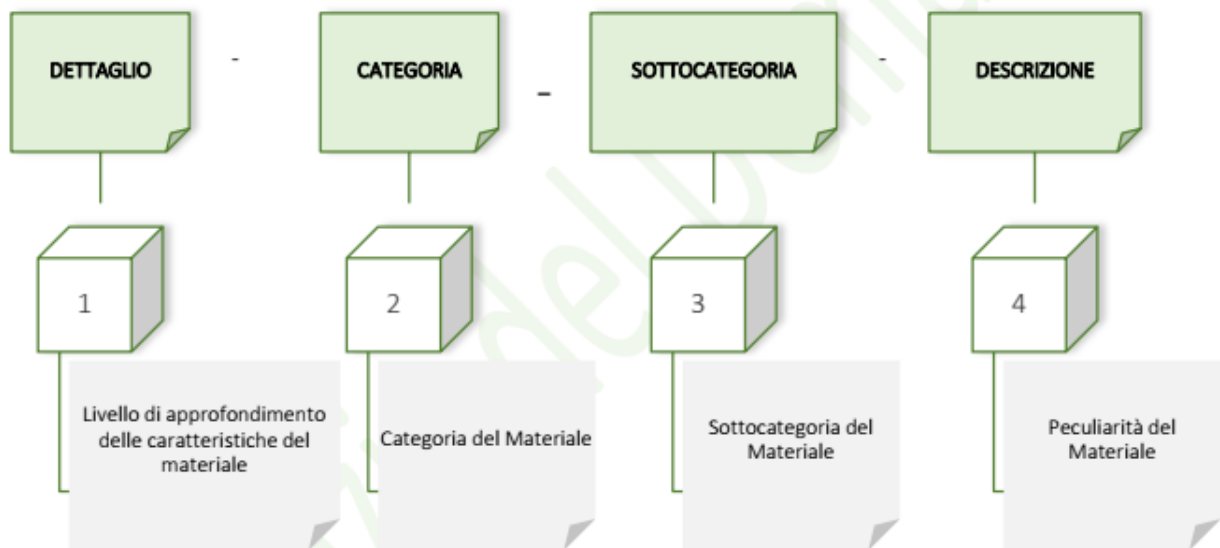 DETTAGLIO - CATEGORIA - SOTTOCATEGORIA - DESCRIZIONE
1 2 3 4
Livello di approfondimento
delle caratteristiche del
materiale
Categoria del Materiale
Sottocategoria del
Materiale
Peculiarità del
Materiale
del